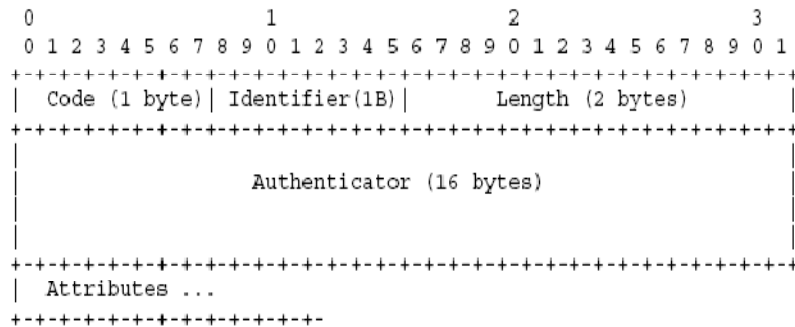 0                   1                   2                   3
0 1 2 3 4 5 6 7 8 9 0 1 2 3 4 5 6 7 8 9 0 1 2 3 4 5 6 7 8 9 0 1
+-+-+-+-+-+-+-+-+-+-+-+-+-+-+-+-+-+-+-+-+-+-+-+-+-+-+-+-+-+-+-+-+
| Code (1 byte)| Identifier(1B)| Length (2 bytes) |
+-+-+-+-+-+-+-+-+-+-+-+-+-+-+-+-+-+-+-+-+-+-+-+-+-+-+-+-+-+-+-+-+
| |
| Authenticator (16 bytes) |
| |
| |
+-+-+-+-+-+-+-+-+-+-+-+-+-+-+-+-+-+-+-+-+-+-+-+-+-+-+-+-+-+-+-+-+
| Attributes ...
+-+-+-+-+-+-+-+-+-+-+-+-+-